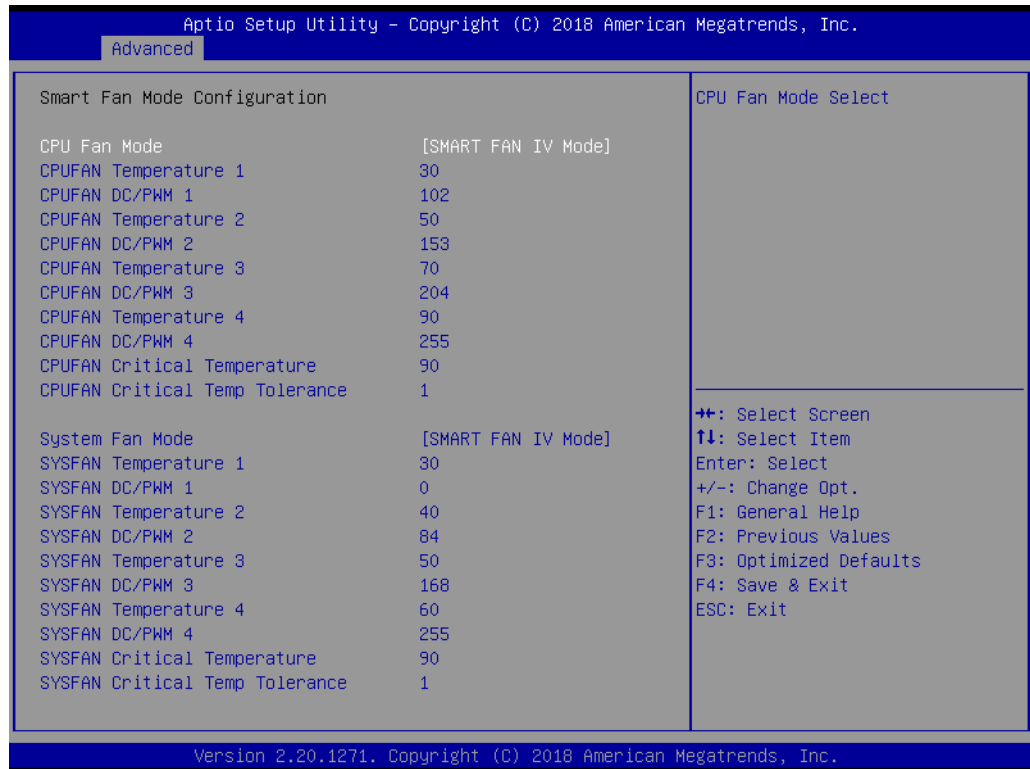 Aptio Setup Utility – Copyright (C) 2018 American Megatrends, Inc.
Advanced
Smart Fan Mode Configuration
CPU Fan Mode [SMART FAN IV Mode]
CPUFAN Temperature 1 30
CPUFAN DC/PWM 1 102
CPUFAN Temperature 2 50
CPUFAN DC/PWM 2 153
CPUFAN Temperature 3 70
CPUFAN DC/PWM 3 204
CPUFAN Temperature 4 90
CPUFAN DC/PWM 4 255
CPUFAN Critical Temperature 90
CPUFAN Critical Temp Tolerance 1
System Fan Mode [SMART FAN IV Mode]
SYSFAN Temperature 1 30
SYSFAN DC/PWM 1 0
SYSFAN Temperature 2 40
SYSFAN DC/PWM 2 84
SYSFAN Temperature 3 50
SYSFAN DC/PWM 3 168
SYSFAN Temperature 4 60
SYSFAN DC/PWM 4 255
SYSFAN Critical Temperature 90
SYSFAN Critical Temp Tolerance 1
CPU Fan Mode Select
→←: Select Screen
↑↓: Select Item
Enter: Select
+/-: Change Opt.
F1: General Help
F2: Previous Values
F3: Optimized Defaults
F4: Save & Exit
ESC: Exit
Version 2.20.1271. Copyright (C) 2018 American Megatrends, Inc.